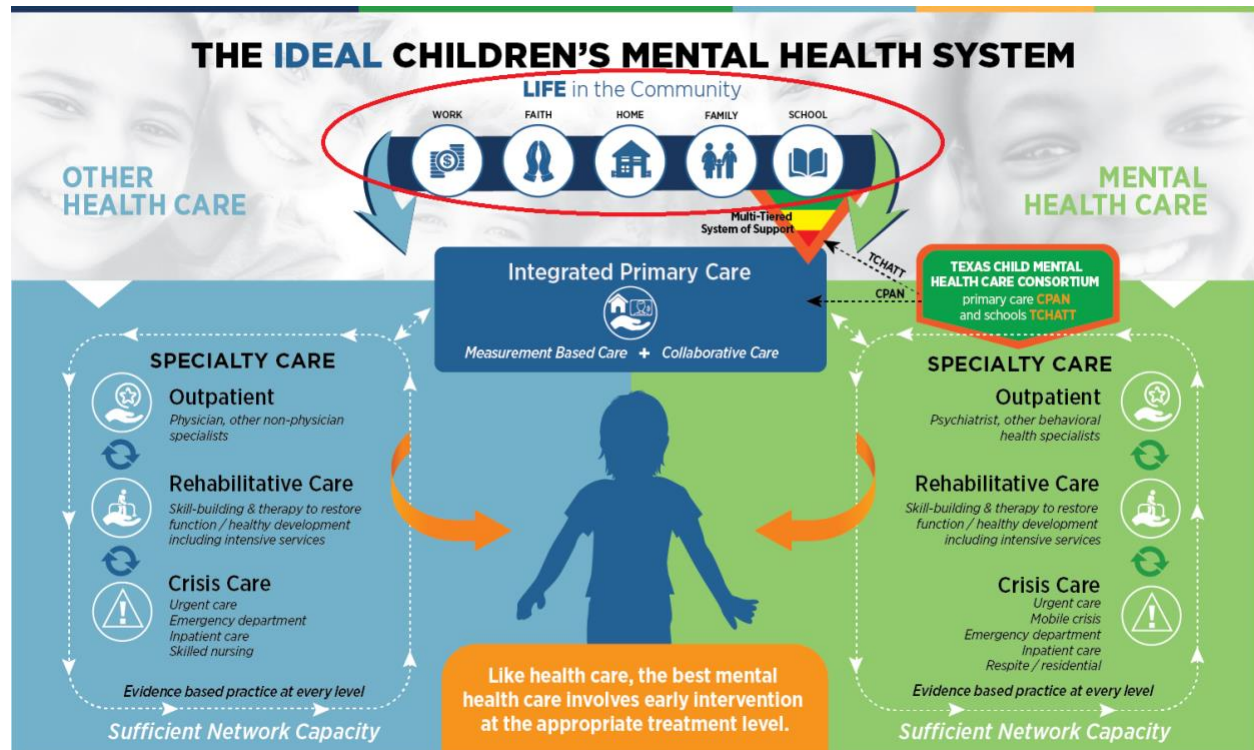 THE IDEAL CHILDREN'S MENTAL HEALTH SYSTEM
LIFE in the Community
WORK
FAITH
HOME
FAMILY
SCHOOL
OTHER
HEALTH CARE
MENTAL
HEALTH CARE
Multi-Tiered
System of Support
Integrated Primary Care
Measurement Based Care + Collaborative Care
TCHATT
CPAN
TEXAS CHILD MENTAL
HEALTH CARE CONSORTIUM
primary care CPAN
and schools TCHATT
SPECIALTY CARE
Outpatient
Physician, other non-physician
specialists
Rehabilitative Care
Skill-building & therapy to restore
function / healthy development
including intensive services
Crisis Care
Urgent care
Emergency department
Inpatient care
Skilled nursing
Evidence based practice at every level
Sufficient Network Capacity
SPECIALTY CARE
Outpatient
Psychiatrist, other behavioral
health specialists
Rehabilitative Care
Skill-building & therapy to restore
function / healthy development
including intensive services
Crisis Care
Urgent care
Mobile crisis
Emergency department
Inpatient care
Respite / residential
Evidence based practice at every level
Sufficient Network Capacity
Like health care, the best mental
health care involves early intervention
at the appropriate treatment level.